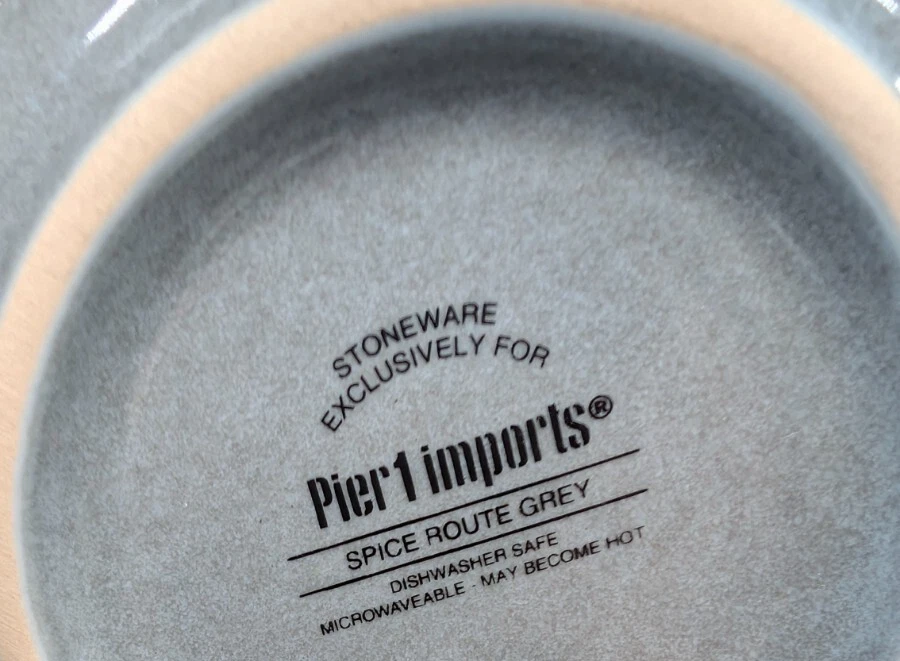 STONEWARE
EXCLUSIVELY FOR
Pier 1 imports®
SPICE ROUTE GREY
DISHWASHER SAFE
MICROWAVEABLE - MAY BECOME HOT